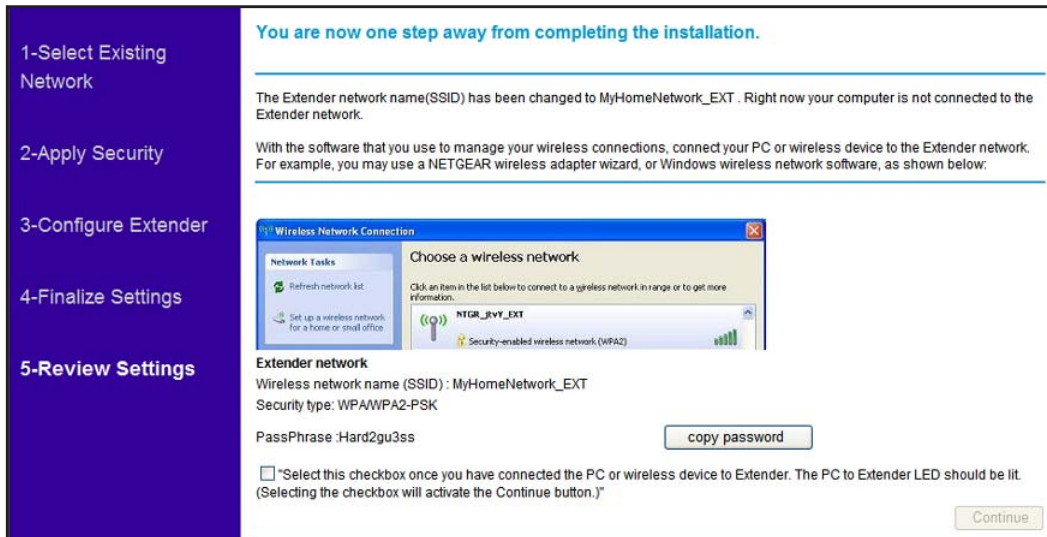 1-Select Existing
Network
2-Apply Security
3-Configure Extender
4-Finalize Settings
5-Review Settings
You are now one step away from completing the installation.
The Extender network name(SSID) has been changed to MyHomeNetwork_EXT . Right now your computer is not connected to the
Extender network.
With the software that you use to manage your wireless connections, connect your PC or wireless device to the Extender network.
For example, you may use a NETGEAR wireless adapter wizard, or Windows wireless network software, as shown below:
Wireless Network Connection
Network Tasks
Refresh network list
Set up a wireless network
for a home or small office
Choose a wireless network
Click an item in the list below to connect to a wireless network in range or to get more
information.
NTGR_jtvY_EXT
Security-enabled wireless network (WPA2)
Extender network
Wireless network name (SSID) : MyHomeNetwork_EXT
Security type: WPA/WPA2-PSK
PassPhrase :Hard2gu3ss
copy password
"Select this checkbox once you have connected the PC or wireless device to Extender. The PC to Extender LED should be lit.
(Selecting the checkbox will activate the Continue button.)"
Continue